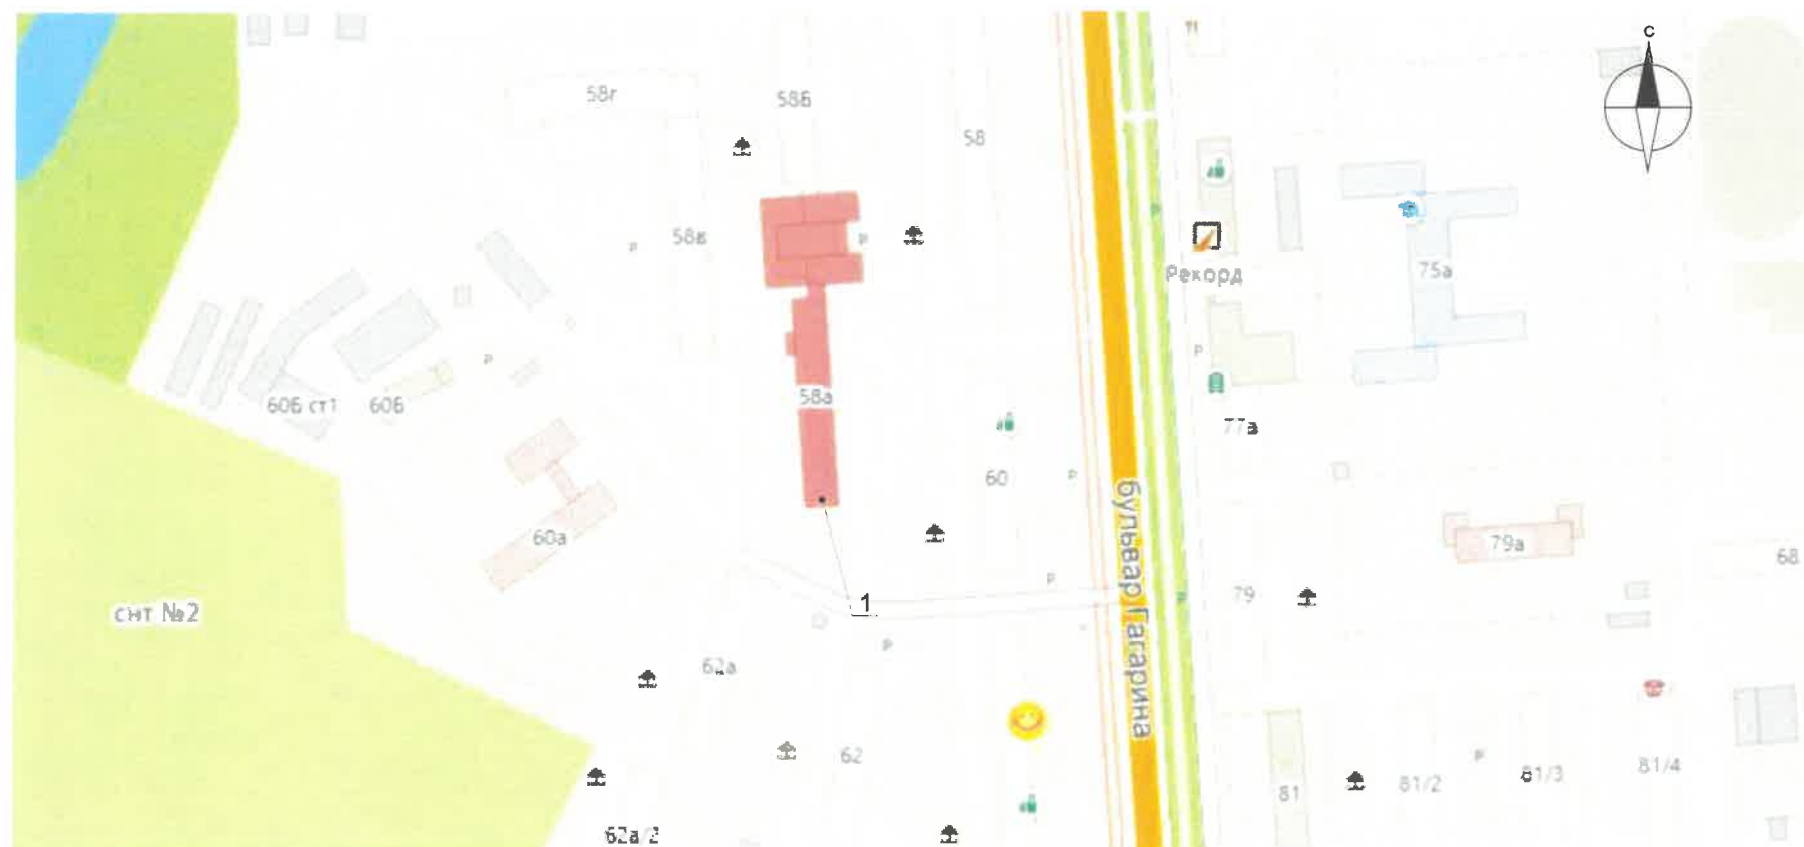 С
58г
58Б
58
58в
Рекорд
75а
58а
60Б ст1
60Б
77а
60
60а
79а
68
79
1
снт №2
бульвар Гагарина
62а
62
81
81/2
81/3
81/4
62а/2